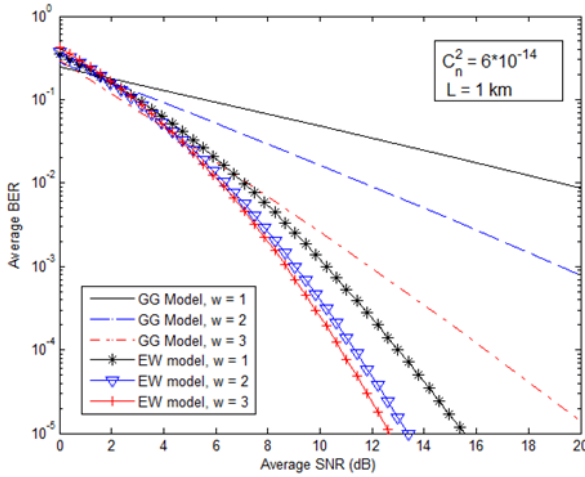 10^0
10^-1
10^-2
10^-3
10^-4
10^-5
Average BER
C_n^2 = 6*10^-14
L = 1 km
GG Model, w = 1
GG Model, w = 2
GG Model, w = 3
EW model, w = 1
EW model, w = 2
EW model, w = 3
0 2 4 6 8 10 12 14 16 18 20
Average SNR (dB)